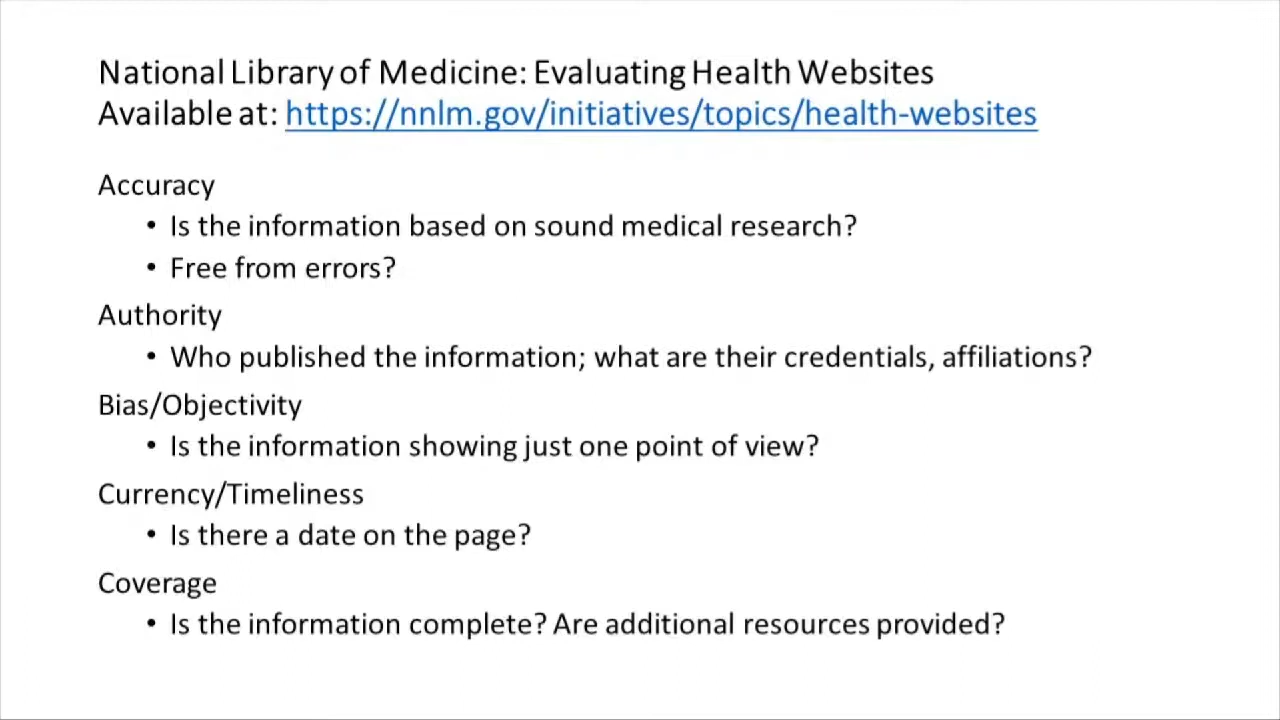 National Library of Medicine: Evaluating Health Websites
Available at: https://nnlm.gov/initiatives/topics/health-websites
Accuracy
• Is the information based on sound medical research?
• Free from errors?
Authority
• Who published the information; what are their credentials, affiliations?
Bias/Objectivity
• Is the information showing just one point of view?
Currency/Timeliness
• Is there a date on the page?
Coverage
• Is the information complete? Are additional resources provided?